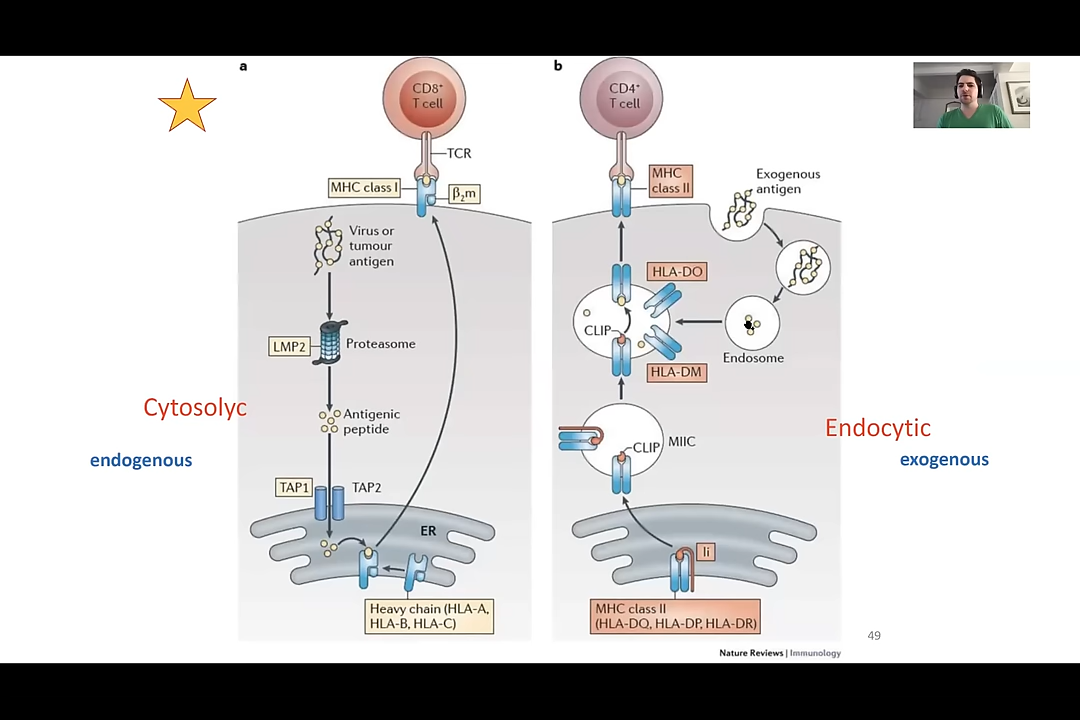 a
b
CD8⁺
T cell
CD4⁺
T cell
TCR
MHC class I
β₂m
MHC
class II
Exogenous
antigen
Virus or
tumour
antigen
HLA-DO
CLIP
LMP2
Proteasome
Endosome
HLA-DM
Cytosolyc
Antigenic
peptide
Endocytic
endogenous
MIIC
CLIP
exogenous
TAP1
TAP2
ER
Ii
Heavy chain (HLA-A,
HLA-B, HLA-C)
MHC class II
(HLA-DQ, HLA-DP, HLA-DR)
49
Nature Reviews | Immunology